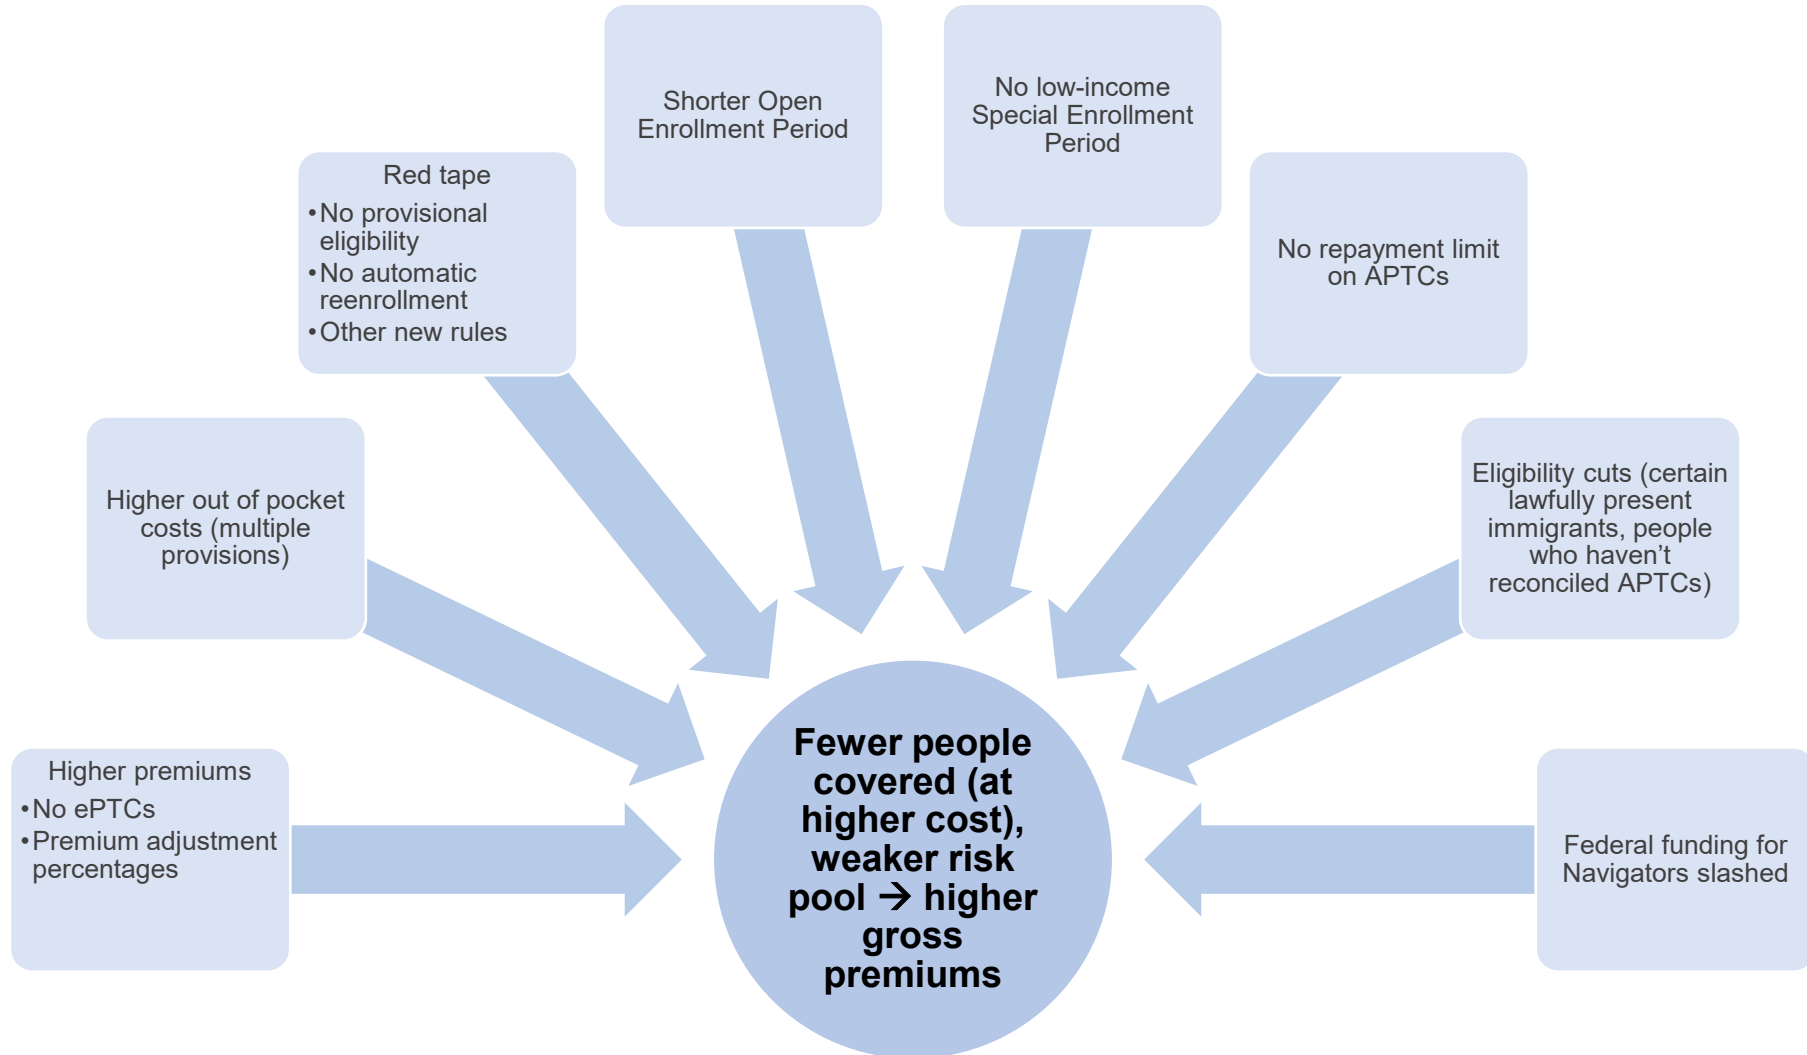 Shorter Open
Enrollment Period
No low-income
Special Enrollment
Period
Red tape
•No provisional
eligibility
•No automatic
reenrollment
•Other new rules
No repayment limit
on APTCs
Higher out of pocket
costs (multiple
provisions)
Eligibility cuts (certain
lawfully present
immigrants, people
who haven’t
reconciled APTCs)
Higher premiums
•No ePTCs
•Premium adjustment
percentages
Fewer people
covered (at
higher cost),
weaker risk
pool → higher
gross
premiums
Federal funding for
Navigators slashed